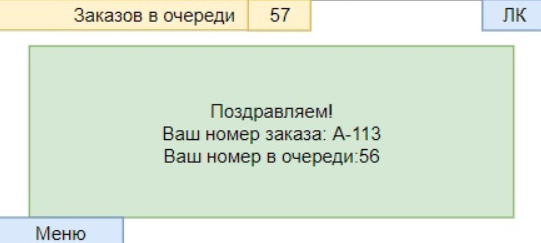 Заказов в очереди 57 ЛК
Поздравляем!
Ваш номер заказа: А-113
Ваш номер в очереди:56
Меню